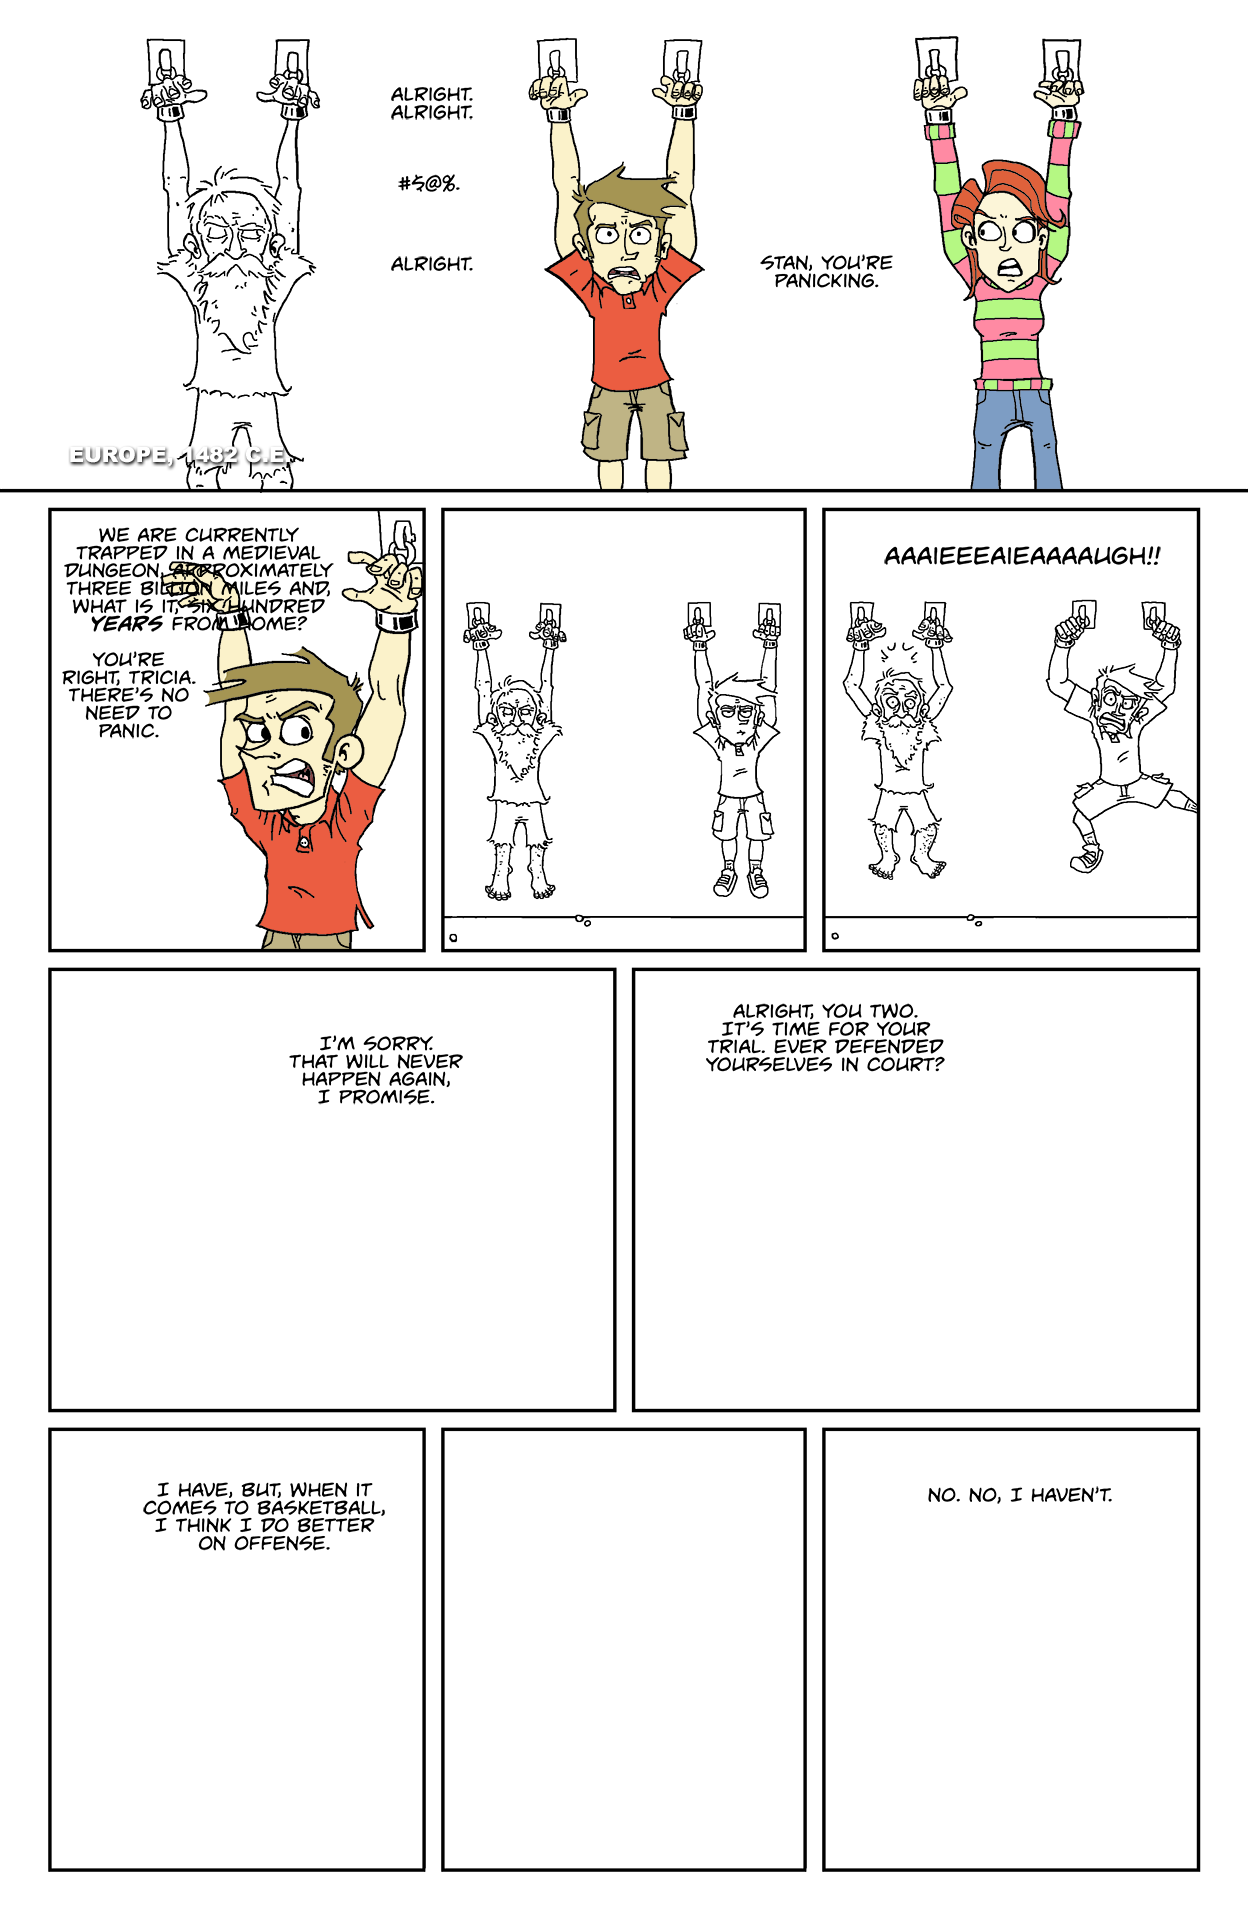 ALRIGHT.
ALRIGHT.
#$@%.
ALRIGHT.
STAN, YOU'RE
PANICKING.
EUROPE, 1482 C.E.
WE ARE CURRENTLY
TRAPPED IN A MEDIEVAL
DUNGEON, APPROXIMATELY
THREE BILLION MILES AND,
WHAT IS IT, SIX HUNDRED
YEARS FROM HOME?
YOU'RE
RIGHT, TRICIA.
THERE'S NO
NEED TO
PANIC.
AAAIEEEAIEAAAAUGH!!
I'M SORRY.
THAT WILL NEVER
HAPPEN AGAIN,
I PROMISE.
ALRIGHT, YOU TWO.
IT'S TIME FOR YOUR
TRIAL. EVER DEFENDED
YOURSELVES IN COURT?
I HAVE, BUT, WHEN IT
COMES TO BASKETBALL,
I THINK I DO BETTER
ON OFFENSE.
NO. NO, I HAVEN'T.